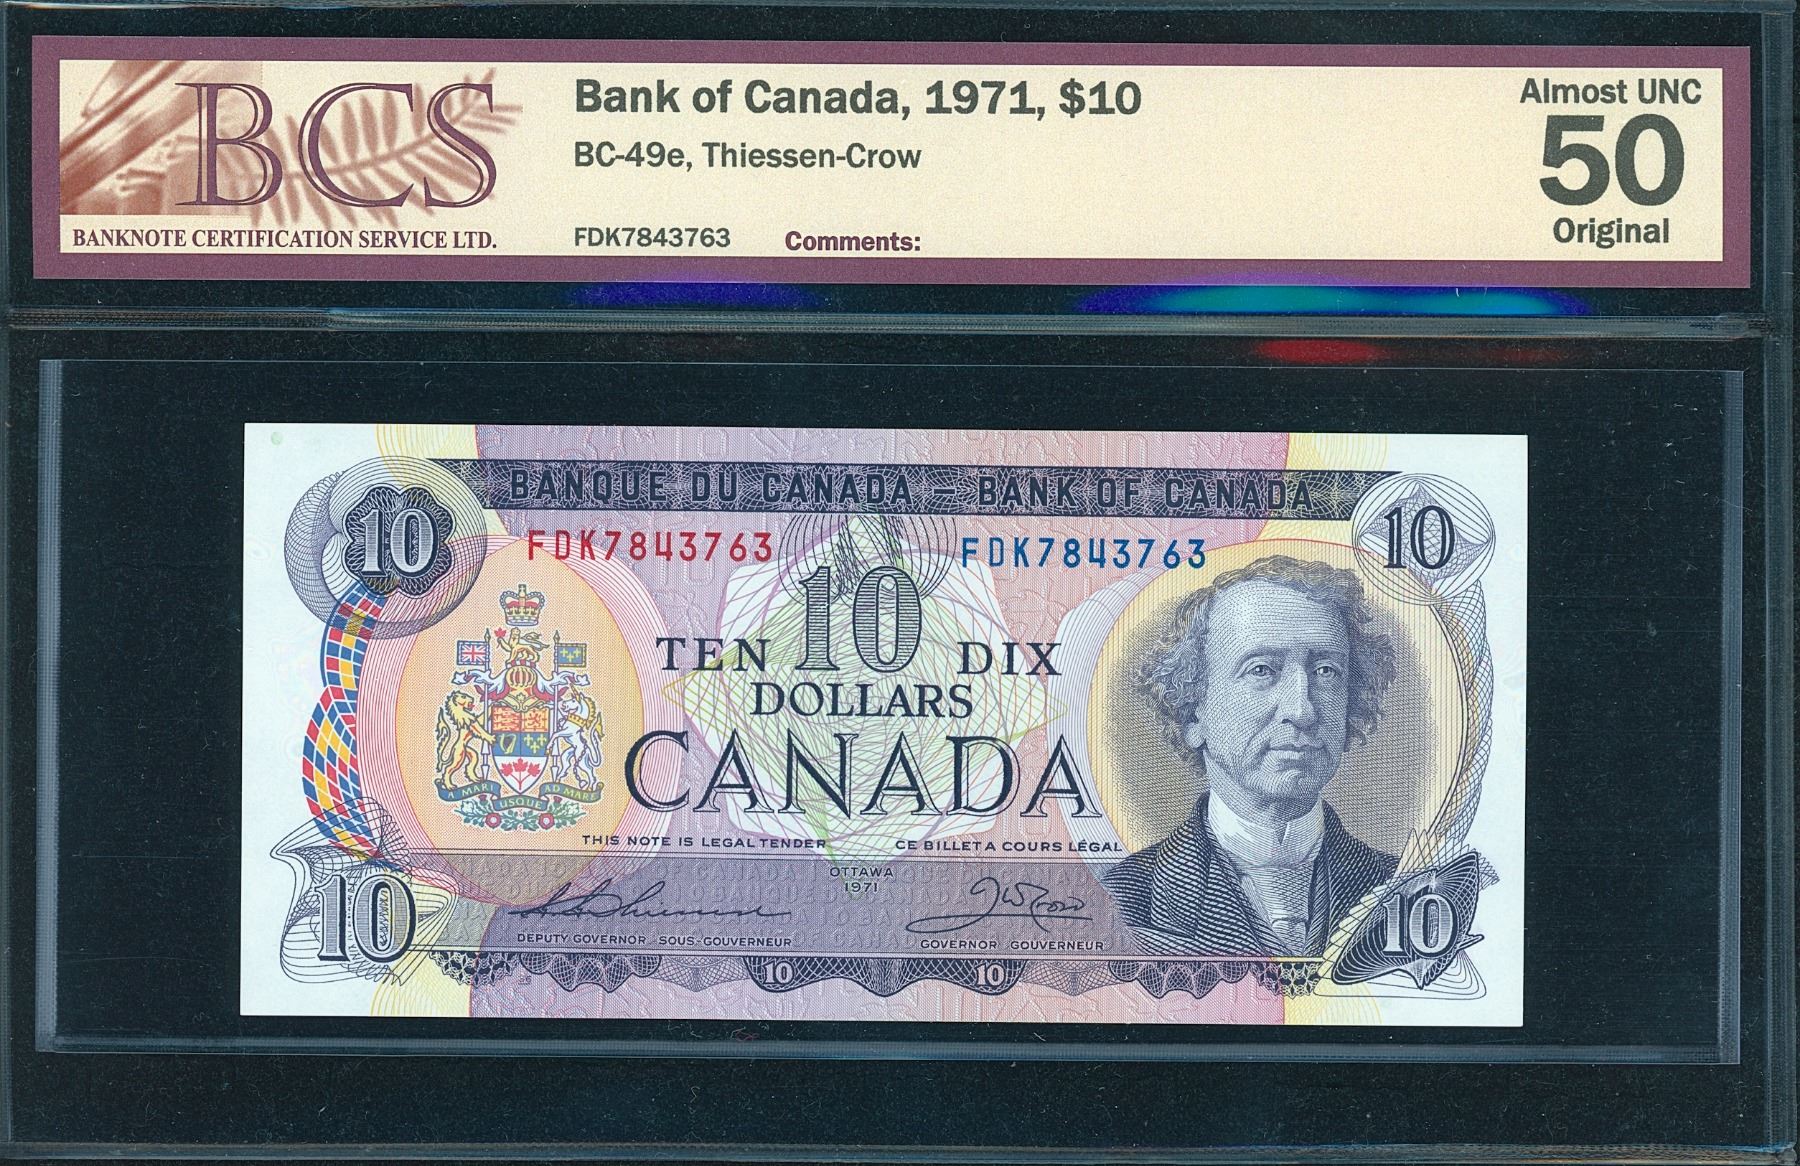 BCS
BANKNOTE CERTIFICATION SERVICE LTD.
Bank of Canada, 1971, $10
BC-49e, Thiessen-Crow
FDK7843763 Comments:
Almost UNC
50
Original
BANQUE DU CANADA – BANK OF CANADA
10 10
FDK7843763 FDK7843763
TEN 10 DIX
DOLLARS
CANADA
A MARI USQUE AD MARE
THIS NOTE IS LEGAL TENDER CE BILLET A COURS LÉGAL
OTTAWA
1971
DEPUTY GOVERNOR SOUS-GOUVERNEUR GOVERNOR GOUVERNEUR
10 10
10 10